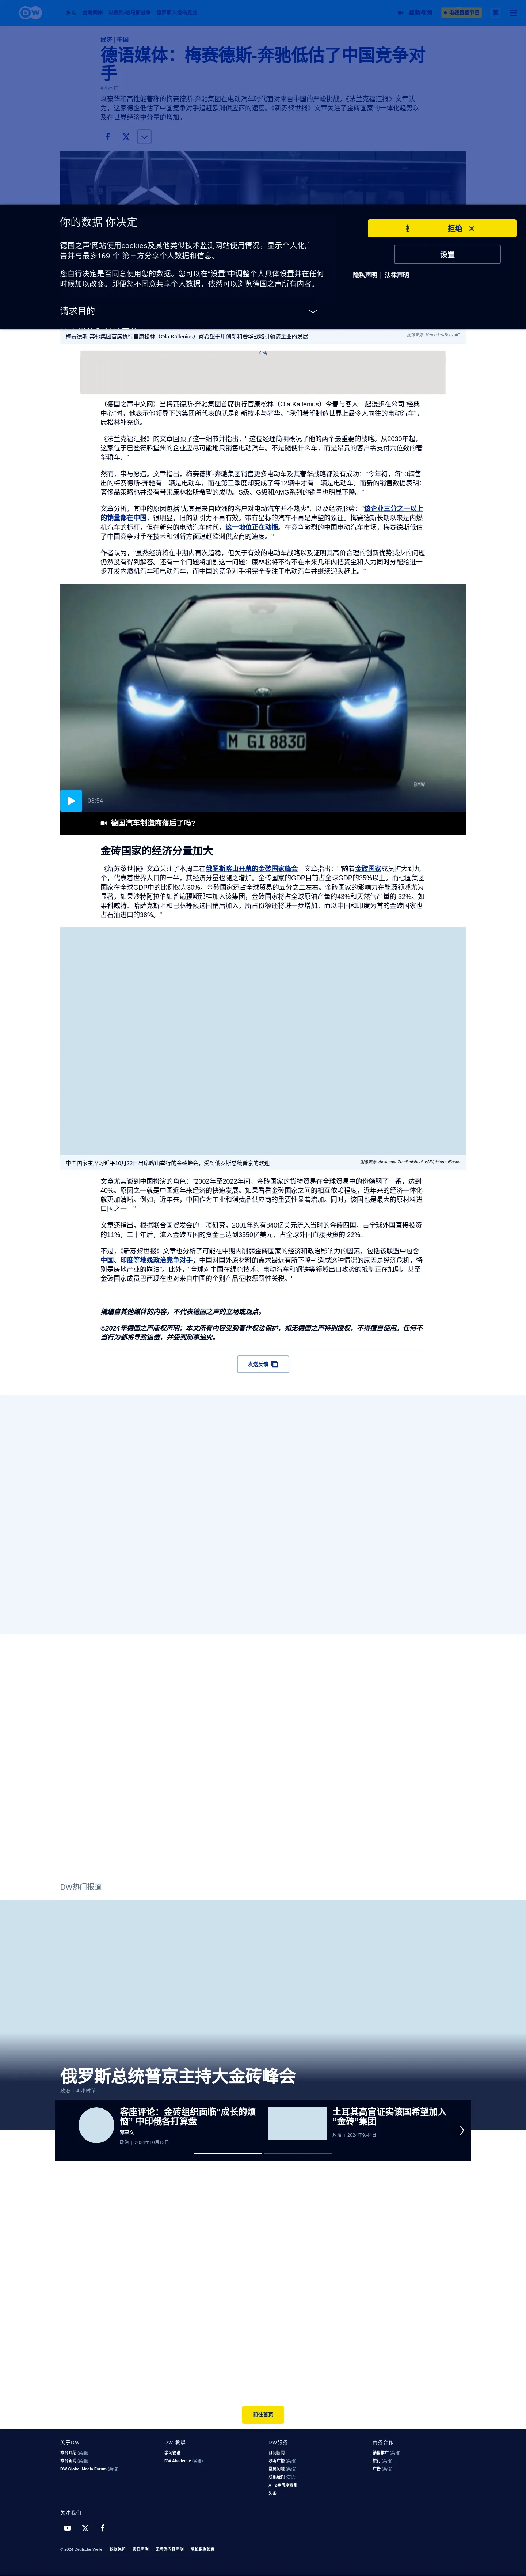 经济 | 中国
德语媒体：梅赛德斯-奔驰低估了中国竞争对
手
4 小时前
以豪华和高性能著称的梅赛德斯-奔驰集团在电动汽车时代面对来自中国的严峻挑战。《法兰克福汇报》文章认
为，这家德企低估了中国竞争对手追赶欧洲供应商的速度。《新苏黎世报》文章关注了金砖国家的一体化趋势以
及在世界经济中分量的增加。
你的数据 你决定
德国之声'网站使用cookies及其他类似技术监测网站使用情况，显示个人化广
告并与最多169 个;第三方分享个人数据和信息。
您自行决定是否同意使用您的数据。您可以在"设置"中调整个人具体设置并在任何
时候加以改变。即便您不同意共享个人数据，依然可以浏览德国之声所有内容。
请求目的
拒绝
设置
隐私声明 | 法律声明
梅赛德斯-奔驰集团首席执行官康松林（Ola Källenius）寄希望于用创新和奢华战略引领该企业的发展
图像来源: Mercedes-Benz AG
广告
（德国之声中文网）当梅赛德斯-奔驰集团首席执行官康松林（Ola Källenius）今春与客人一起漫步在公司"经典
中心"时，他表示他领导下的集团所代表的就是创新技术与奢华。"我们希望制造世界上最令人向往的电动汽车"，
康松林补充道。
《法兰克福汇报》的文章回顾了这一细节并指出，" 这位经理简明概况了他的两个最重要的战略。从2030年起，
这家位于巴登符腾堡州的企业应尽可能地只销售电动汽车。不是随便什么车，而是昂贵的客户需支付六位数的奢
华轿车。"
然而，事与愿违。文章指出，梅赛德斯-奔驰集团销售更多电动车及其奢华战略都没有成功："今年初，每10辆售
出的梅赛德斯-奔驰有一辆是电动车，而在第三季度却变成了每12辆中才有一辆是电动车。而新的销售数据表明：
奢侈品策略也并没有带来康林松所希望的成功。S级、G级和AMG系列的销量也明显下降。"
文章分析，其中的原因包括"尤其是来自欧洲的客户对电动汽车并不热衷"，以及经济形势："该企业三分之一以上
的销量都在中国，很明显，旧的新引力不再有效。带有星标的汽车不再是声望的象征。梅赛德斯长期以来是内燃
机汽车的标杆，但在新兴的电动汽车时代，这一地位正在动摇。在竞争激烈的中国电动汽车市场，梅赛德斯低估
了中国竞争对手在技术和创新方面追赶欧洲供应商的速度。"
作者认为，"虽然经济将在中期内再次趋稳，但关于有效的电动车战略以及证明其高价合理的创新优势减少的问题
仍然没有得到解答。还有一个问题将加剧这一问题：康林松将不得不在未来几年内把资金和人力同时分配给进一
步开发内燃机汽车和电动汽车，而中国的竞争对手将完全专注于电动汽车并继续迎头赶上。"
M GI 8830
03:54
德国汽车制造商落后了吗?
金砖国家的经济分量加大
《新苏黎世报》文章关注了本周二在俄罗斯喀山开幕的金砖国家峰会。文章指出：""随着金砖国家成员扩大到九
个，代表着世界八人口的一半，其经济分量也随之增加。金砖国家的GDP目前占全球GDP的35%以上。而七国集团
国家在全球GDP中的比例仅为30%。金砖国家还占全球贸易的五分之二左右。金砖国家的影响力在能源领域尤为
显著，如果沙特阿拉伯如普遍预期那样加入该集团，金砖国家将占全球原油产量的43%和天然气产量的 32%。如
果科威特、哈萨克斯坦和巴林等候选国稍后加入，所占份额还将进一步增加。而以中国和印度为首的金砖国家也
占石油进口的38%。"
中国国家主席习近平10月22日出席喀山举行的金砖峰会，受到俄罗斯总统普京的欢迎
图像来源: Alexander Zemlianichenko/AP/picture alliance
文章尤其谈到中国扮演的角色："2002年至2022年间，金砖国家的货物贸易在全球贸易中的份额翻了一番，达到
40%。原因之一就是中国近年来经济的快速发展。如果看看金砖国家之间的相互依赖程度，近年来的经济一体化
就更加清晰。例如，近年来，中国作为工业和消费品供应商的重要性显着增加。同时，该国也是最大的原材料进
口国之一。"
文章还指出，根据联合国贸发会的一项研究，2001年约有840亿美元流入当时的金砖四国，占全球外国直接投资
的11%，二十年后，流入金砖五国的资金已达到3550亿美元，占全球外国直接投资的 22%。
不过，《新苏黎世报》文章也分析了可能在中期内削弱金砖国家的经济和政治影响力的因素，包括该联盟中包含
中国、印度等地缘政治竞争对手；中国对国外原材料的需求最近有所下降--"造成这种情况的原因是经济危机，特
别是房地产业的崩溃"。此外，"全球对中国在绿色技术、电动汽车和钢铁等领域出口攻势的抵制正在加剧。甚至
金砖国家成员巴西现在也对来自中国的个别产品征收惩罚性关税。"
摘编自其他媒体的内容，不代表德国之声的立场或观点。
©2024年德国之声版权声明：本文所有内容受到著作权法保护，如无德国之声特别授权，不得擅自使用。任何不
当行为都将导致追偿，并受到刑事追究。
发送反馈
DW热门报道
俄罗斯总统普京主持大金砖峰会
政治 | 4 小时前
客座评论：金砖组织面临"成长的烦
恼" 中印俄各打算盘
邓聿文
政治 | 2024年10月13日
土耳其高官证实该国希望加入
“金砖”集团
政治 | 2024年9月4日
前往首页
关于DW
本台介绍 (英语)
本台新闻 (英语)
DW Global Media Forum (英语)
DW 教学
学习德语
DW Akademie (英语)
DW服务
订阅新闻
收听广播 (英语)
常见问题 (英语)
联系我们 (英语)
A - Z字母序索引
头条
商务合作
销售推广 (英语)
旅行 (英语)
广告 (英语)
关注我们
© 2024 Deutsche Welle | 数据保护 | 责任声明 | 无障碍内容声明 | 隐私数据设置